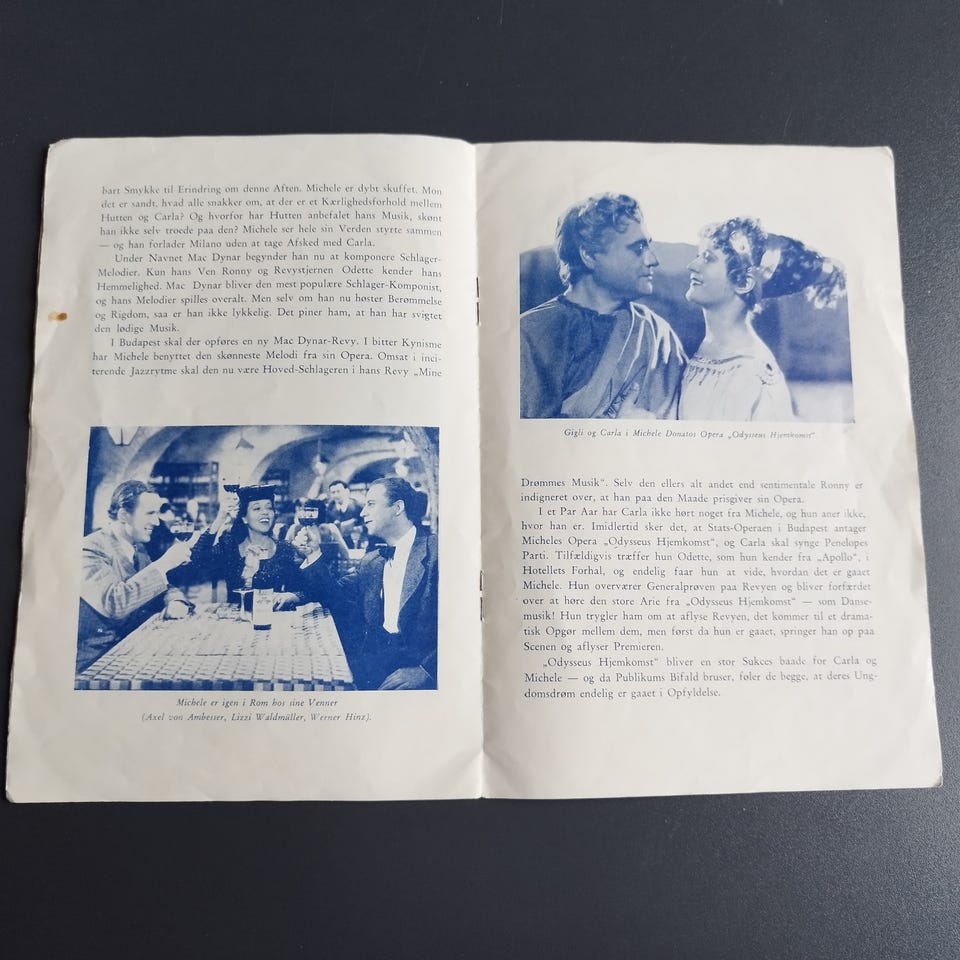 bart Smykke til Erindring om denne Aften. Michele er dybt skuffet. Mon
det er sandt, hvad alle snakker om, at der er et Kærlighedsforhold mellem
Hutten og Carla? Og hvorfor har Hutten anbefalet hans Musik, skønt
han ikke selv troede paa den? Michele ser hele sin Verden styrte sammen
— og han forlader Milano uden at tage Afsked med Carla.
Under Navnet Mac Dynar begynder han nu at komponere Schlager-
Melodier. Kun hans Ven Ronny og Revystjernen Odette kender hans
Hemmelighed. Mac Dynar bliver den mest populære Schlager-Komponist,
og hans Melodier spilles overalt. Men selv om han nu høster Berømmelse
og Rigdom, saa er han ikke lykkelig. Det piner ham, at han har svigtet
den lødige Musik.
I Budapest skal der opføres en ny Mac Dynar-Revy. I bitter Kynisme
har Michele benyttet den skønneste Melodi fra sin Opera. Omsat i inci-
terende Jazzrytme skal den nu være Hoved-Schlageren i hans Revy „Mine
Michele er igen i Rom hos sine Venner
(Axel von Ambesser, Lizzi Waldmüller, Werner Hinz).
Gigli og Carla i Michele Donatos Opera „Odysseus Hjemkomst“
Drømmes Musik“. Selv den ellers alt andet end sentimentale Ronny er
indigneret over, at han paa den Maade prisgiver sin Opera.
I et Par Aar har Carla ikke hørt noget fra Michele, og hun aner ikke,
hvor han er. Imidlertid sker det, at Stats-Operaen i Budapest antager
Micheles Opera „Odysseus Hjemkomst“, og Carla skal synge Penelopes
Parti. Tilfældigvis træffer hun Odette, som hun kender fra „Apollo“, i
Hotellets Forhal, og endelig faar hun at vide, hvordan det er gaaet
Michele. Hun overværer Generalprøven paa Revyen og bliver forfærdet
over at høre den store Arie fra „Odysseus Hjemkomst“ — som Danse-
musik! Hun trygler ham om at aflyse Revyen, det kommer til et drama-
tisk Opgør mellem dem, men først da hun er gaaet, springer han op paa
Scenen og aflyser Premieren.
„Odysseus Hjemkomst“ bliver en stor Sukces baade for Carla og
Michele — og da Publikums Bifald bruser, føler de begge, at deres Ung-
domsdrøm endelig er gaaet i Opfyldelse.